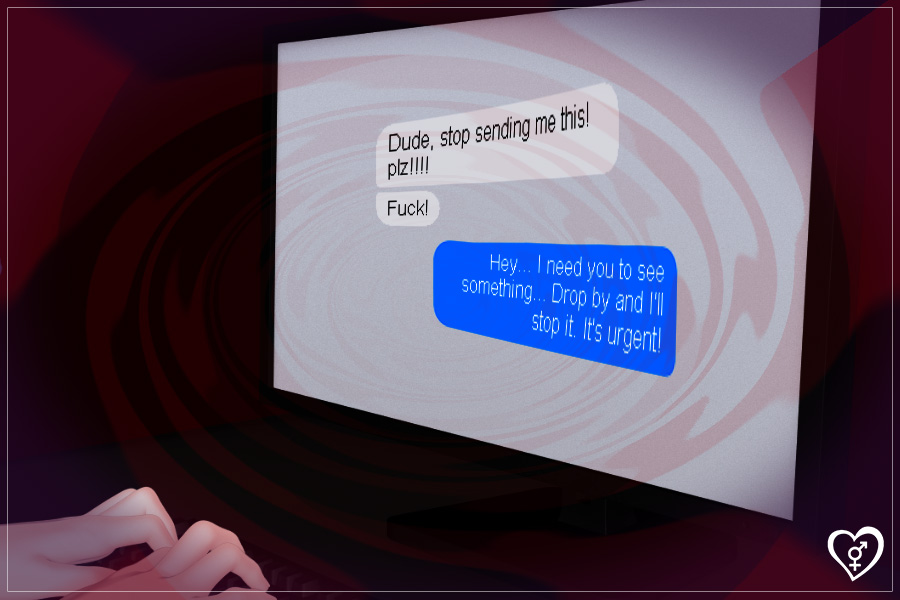 Dude, stop sending me this!
plz!!!!
Fuck!
Hey... I need you to see
something... Drop by and I'll
stop it. It's urgent!